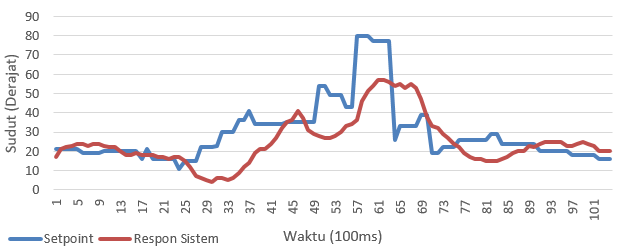 90
80
70
60
50
40
30
20
10
0
Sudut (Derajat)
1 5 9 13 17 21 25 29 33 37 41 45 49 53 57 61 65 69 73 77 81 85 89 93 97 101
Waktu (100ms)
Setpoint Respon Sistem